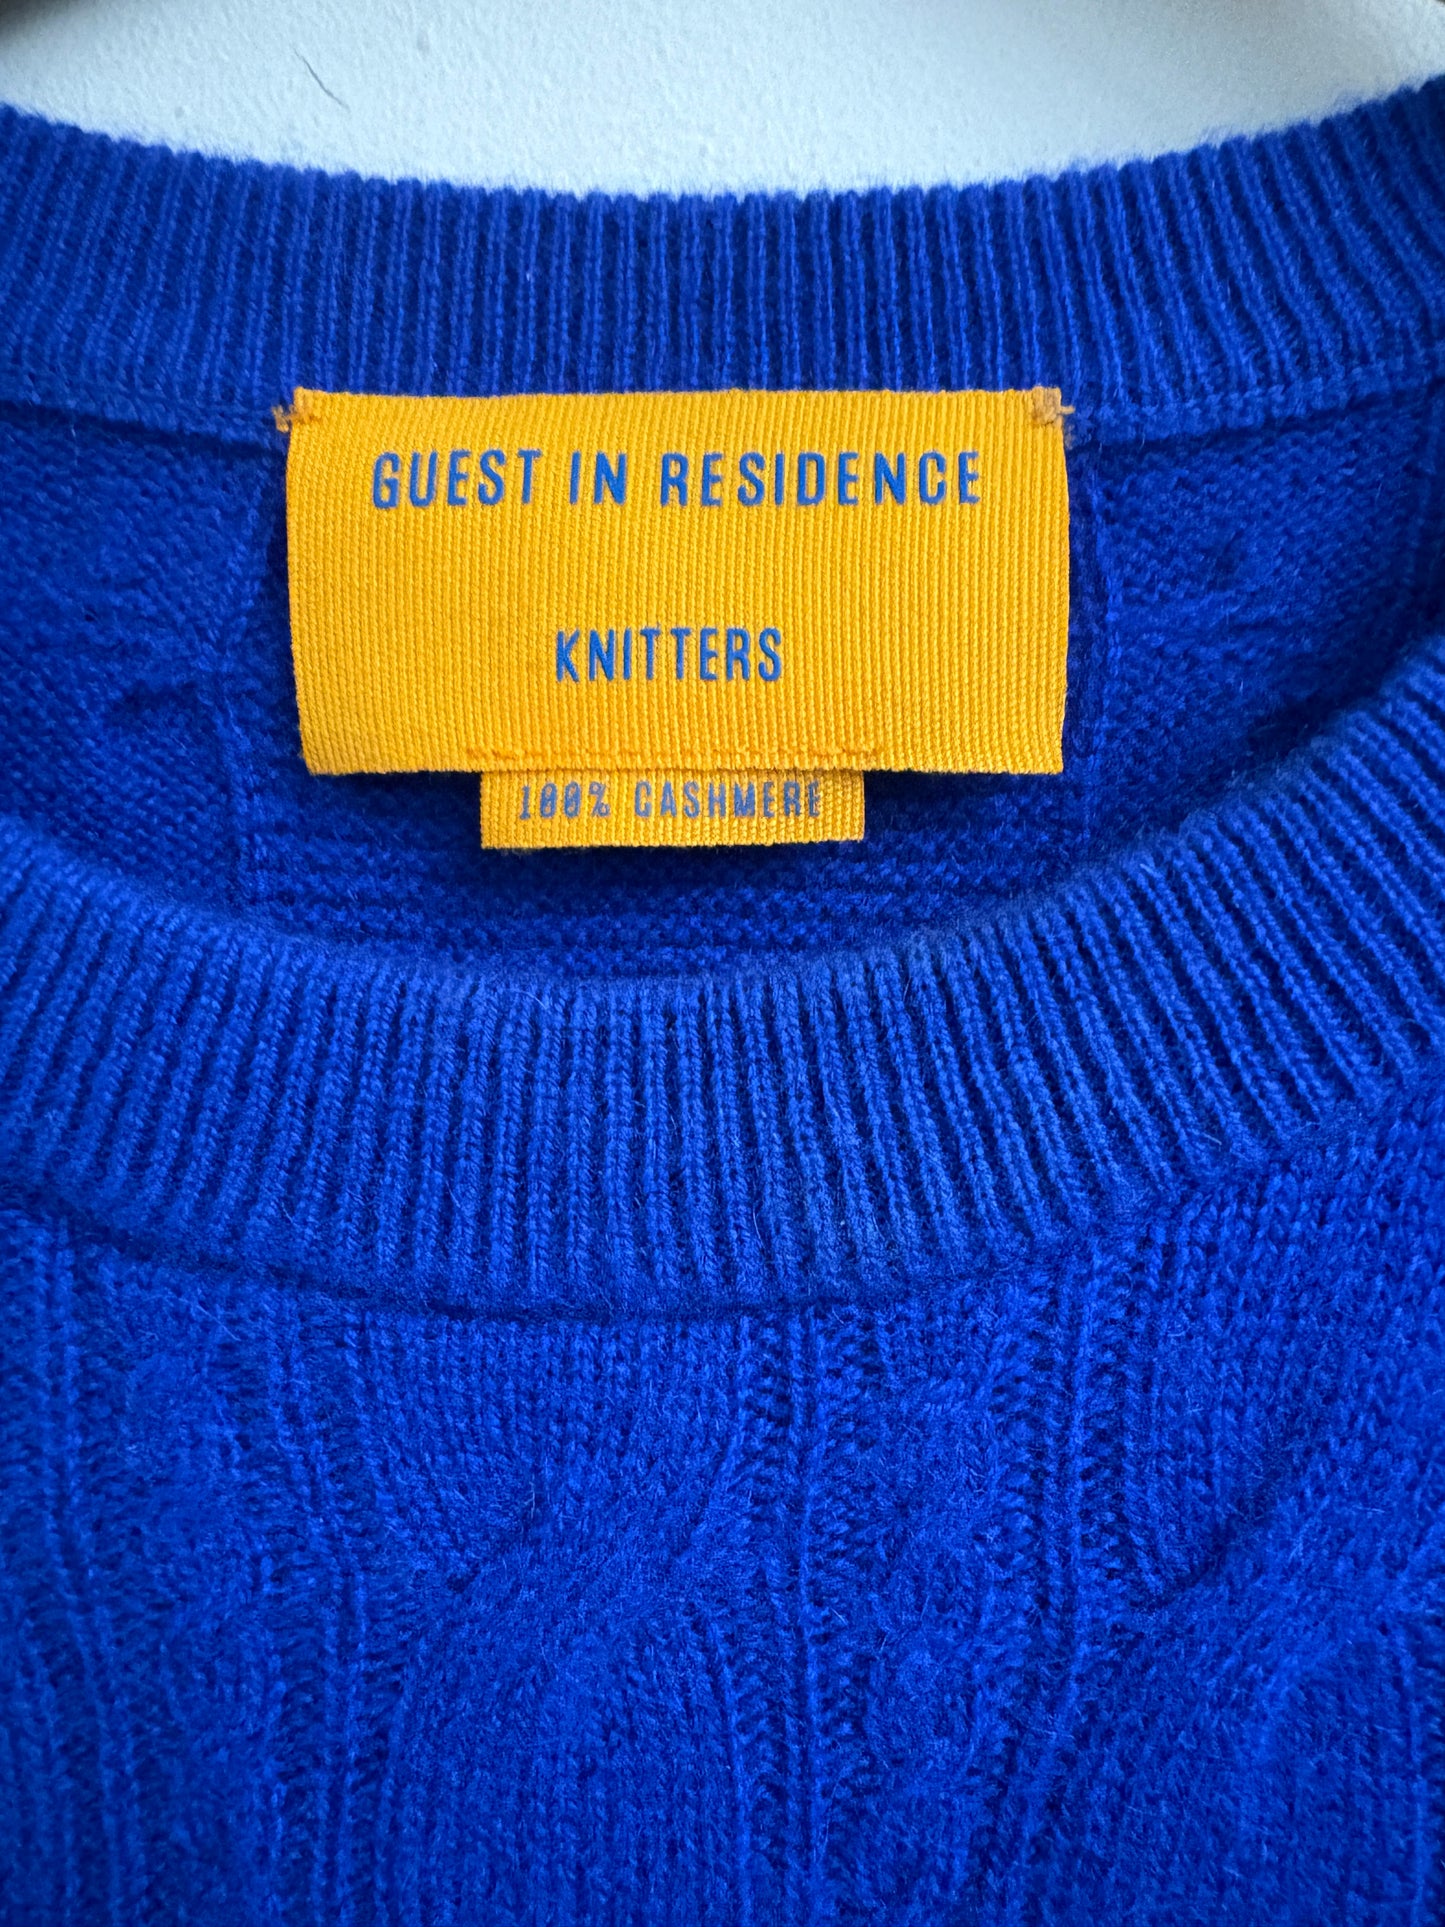 GUEST IN RESIDENCE
KNITTERS
100% CASHMERE